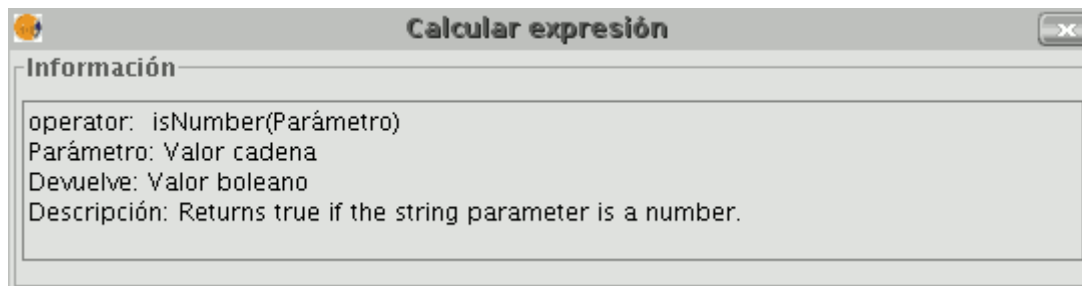 Calcular expresión
Información
operator: isNumber(Parámetro)
Parámetro: Valor cadena
Devuelve: Valor boleano
Descripción: Returns true if the string parameter is a number.